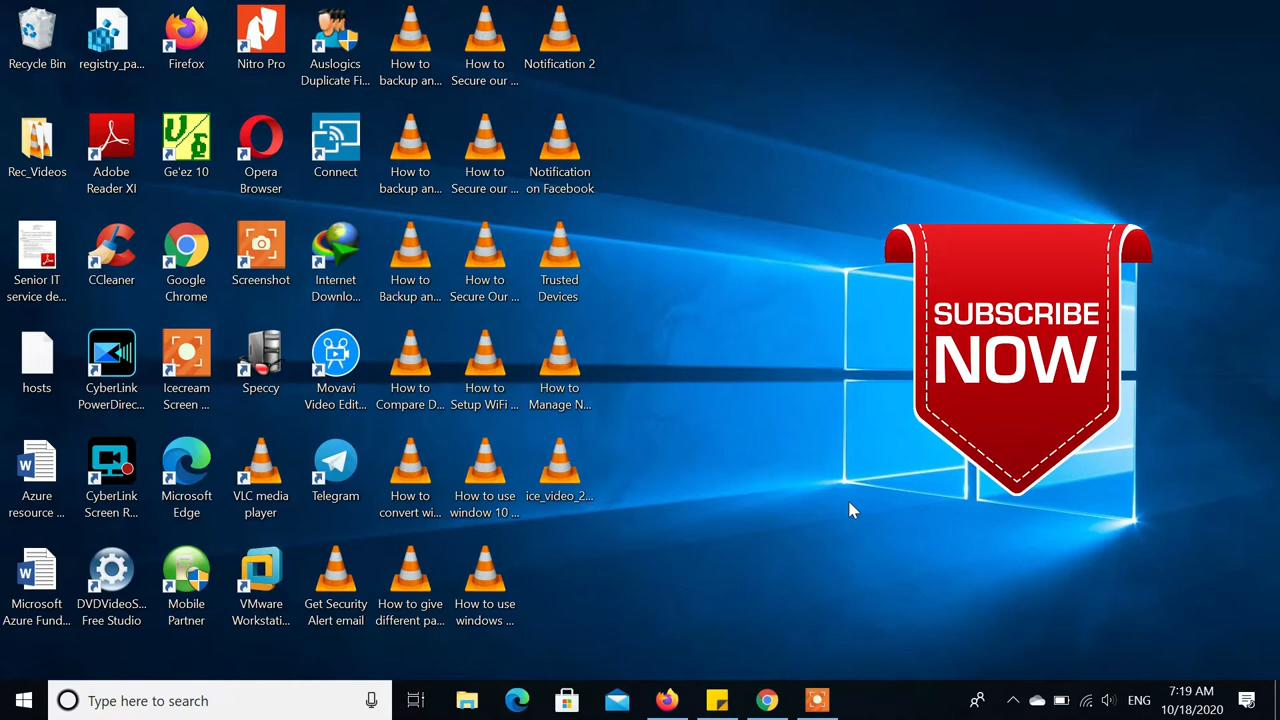 Recycle Bin
registry_pa...
Firefox
Nitro Pro
Auslogics
Duplicate Fi...
How to
backup an...
How to
Secure our ...
Notification 2
Rec_Videos
Adobe
Reader XI
Ge'ez 10
Opera
Browser
Connect
How to
backup an...
How to
Secure our ...
Notification
on Facebook
Senior IT
service de...
CCleaner
Google
Chrome
Screenshot
Internet
Downlo...
How to
Backup an...
How to
Secure Our ...
Trusted
Devices
hosts
CyberLink
PowerDirec...
Icecream
Screen ...
Speccy
Movavi
Video Edit...
How to
Compare D...
How to
Setup WiFi ...
How to
Manage N...
Azure
resource ...
CyberLink
Screen R...
Microsoft
Edge
VLC media
player
Telegram
How to
convert wi...
How to use
window 10 ...
ice_video_2...
Microsoft
Azure Fund...
DVDVideoS...
Free Studio
Mobile
Partner
VMware
Workstati...
Get Security
Alert email
How to give
different pa...
How to use
windows ...
SUBSCRIBE
NOW
Type here to search
ENG
7:19 AM
10/18/2020